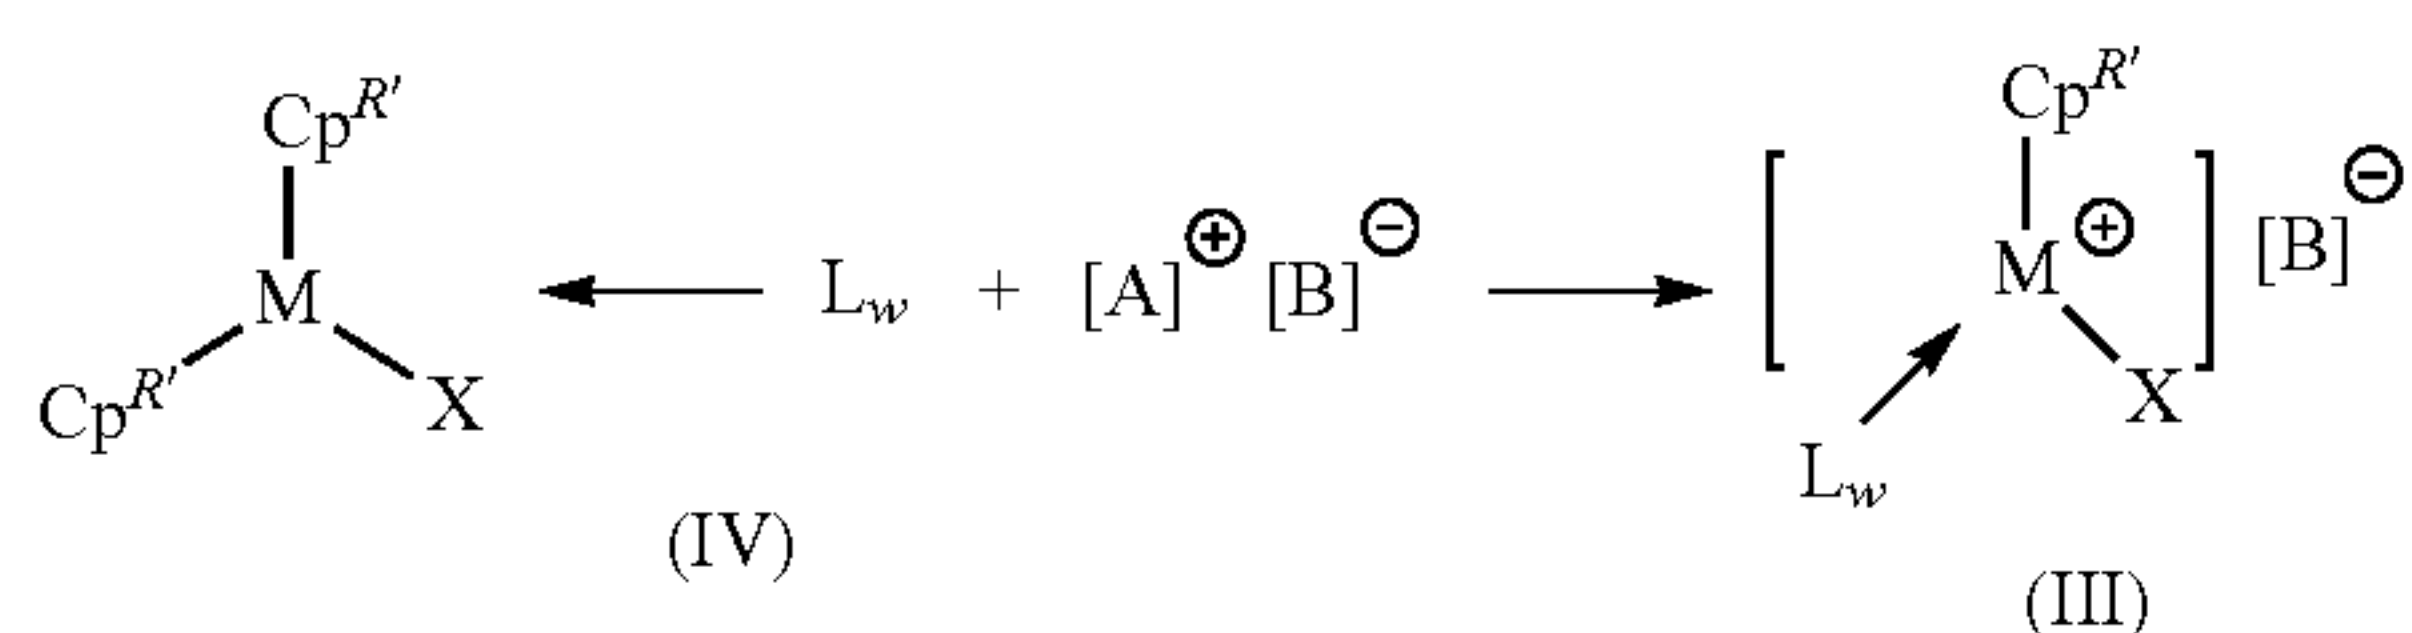 Cp^R′ Cp^R′
M L_w + [A]⊕ [B]⊖ [ M⊕ ] [B]⊖
Cp^R′ X X
L_w
(IV) (III)